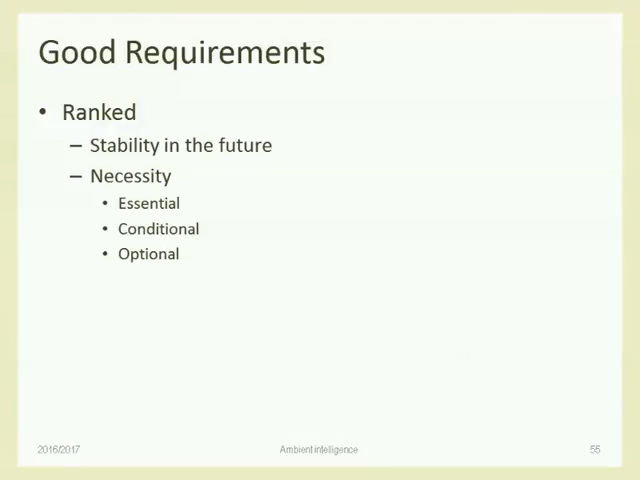 Good Requirements
• Ranked
– Stability in the future
– Necessity
• Essential
• Conditional
• Optional
2016/2017 Ambient intelligence 55